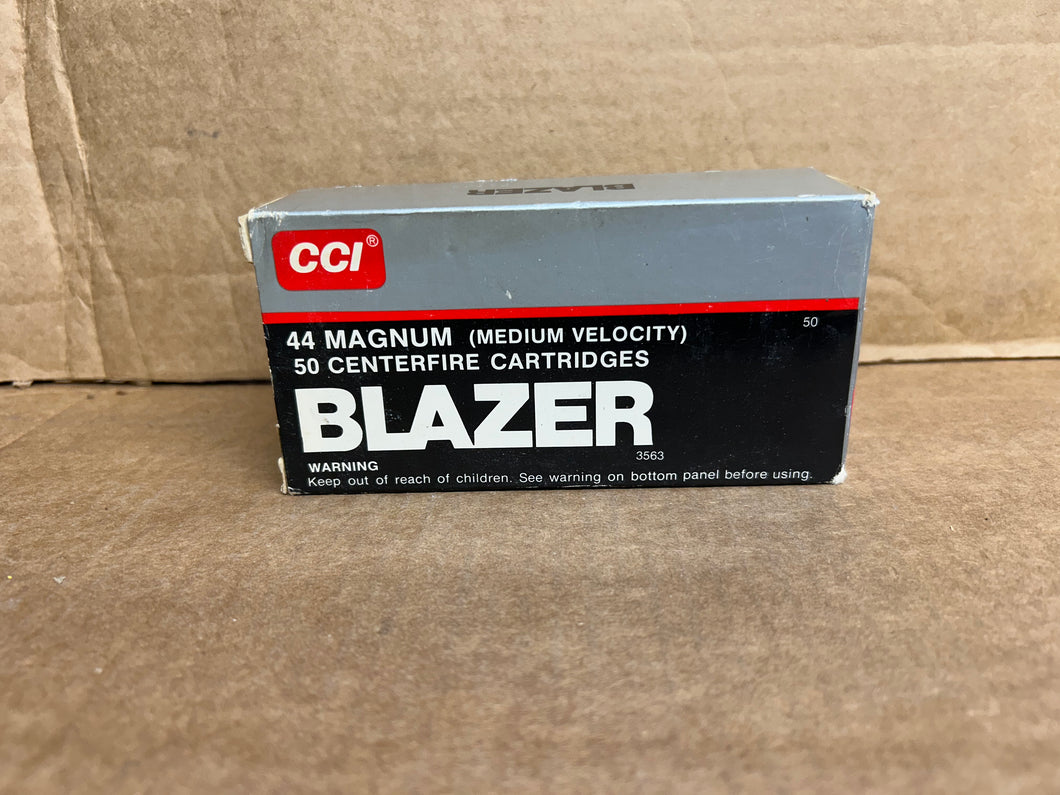 BLAZER
CCI®
44 MAGNUM (MEDIUM VELOCITY)
50
50 CENTERFIRE CARTRIDGES
BLAZER
3563
WARNING
Keep out of reach of children. See warning on bottom panel before using.